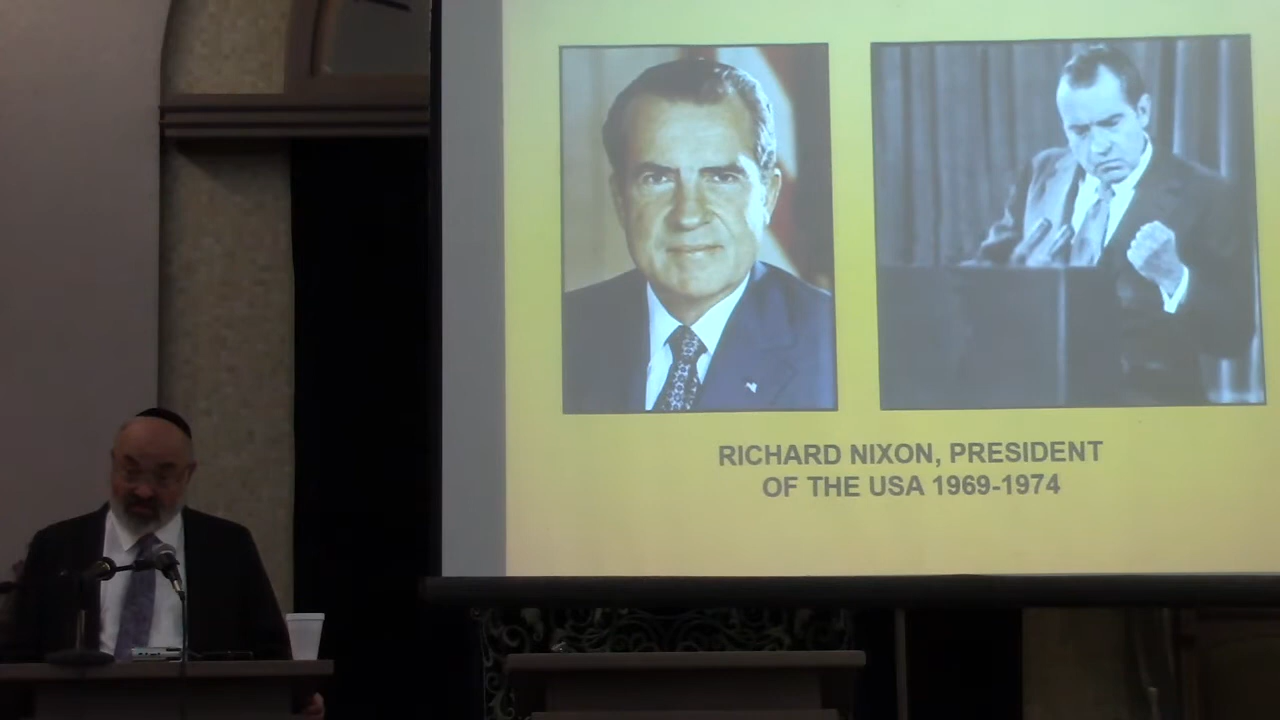 RICHARD NIXON, PRESIDENT
OF THE USA 1969-1974